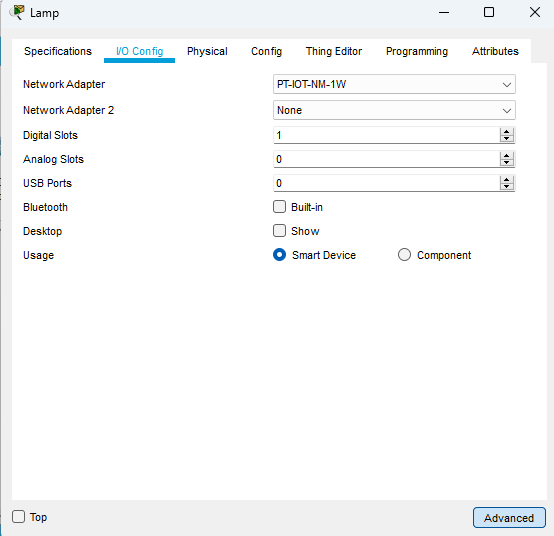 Lamp
Specifications I/O Config Physical Config Thing Editor Programming Attributes
Network Adapter PT-IOT-NM-1W
Network Adapter 2 None
Digital Slots 1
Analog Slots 0
USB Ports 0
Bluetooth Built-in
Desktop Show
Usage Smart Device Component
Top Advanced